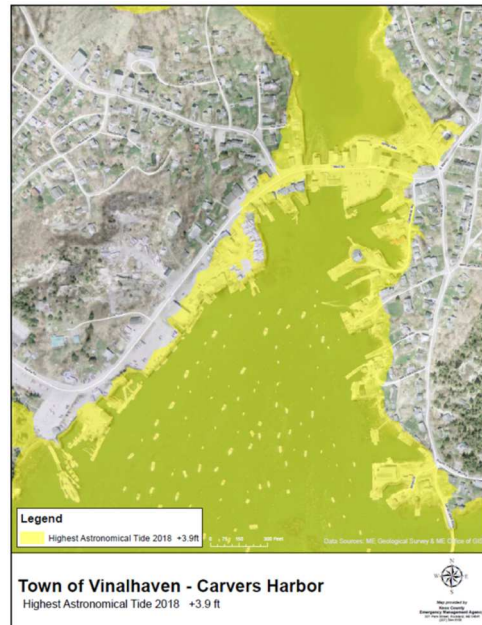 Legend
Highest Astronomical Tide 2018 +3.9ft
Data Sources: ME Geological Survey & ME Office of GIS
Town of Vinalhaven - Carvers Harbor
Highest Astronomical Tide 2018 +3.9 ft
N
Map provided by:
Knox County
Emergency Management Agency